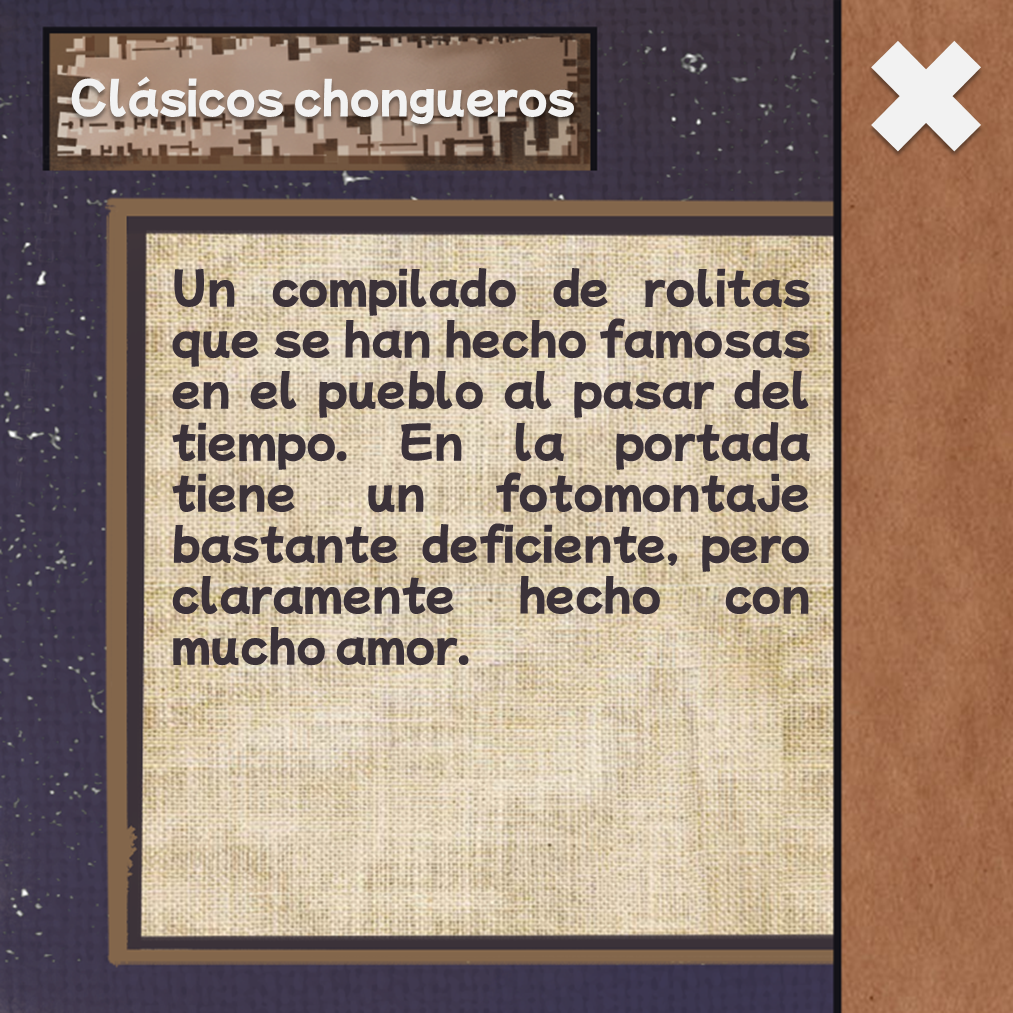 Clásicos chongueros
Un compilado de rolitas
que se han hecho famosas
en el pueblo al pasar del
tiempo. En la portada
tiene un fotomontaje
bastante deficiente, pero
claramente hecho con
mucho amor.